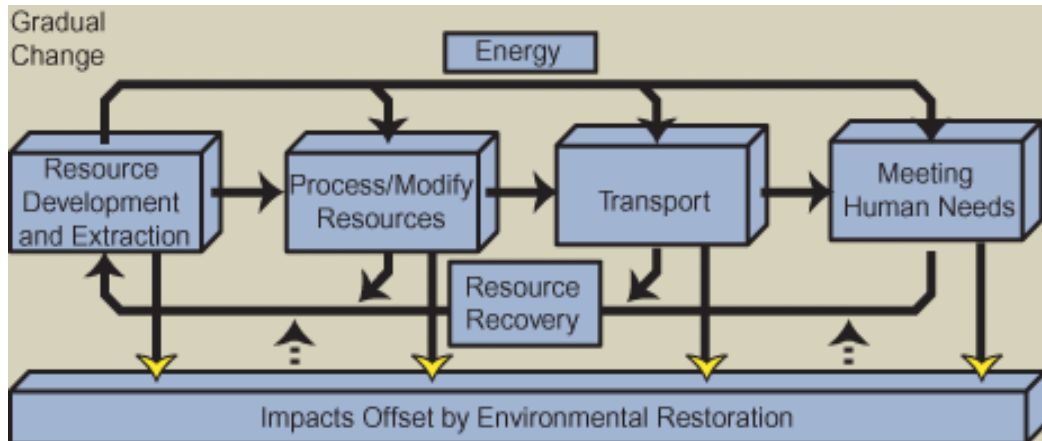 Gradual
Change
Energy
Resource
Development
and Extraction
Process/Modify
Resources
Transport
Meeting
Human Needs
Resource
Recovery
Impacts Offset by Environmental Restoration